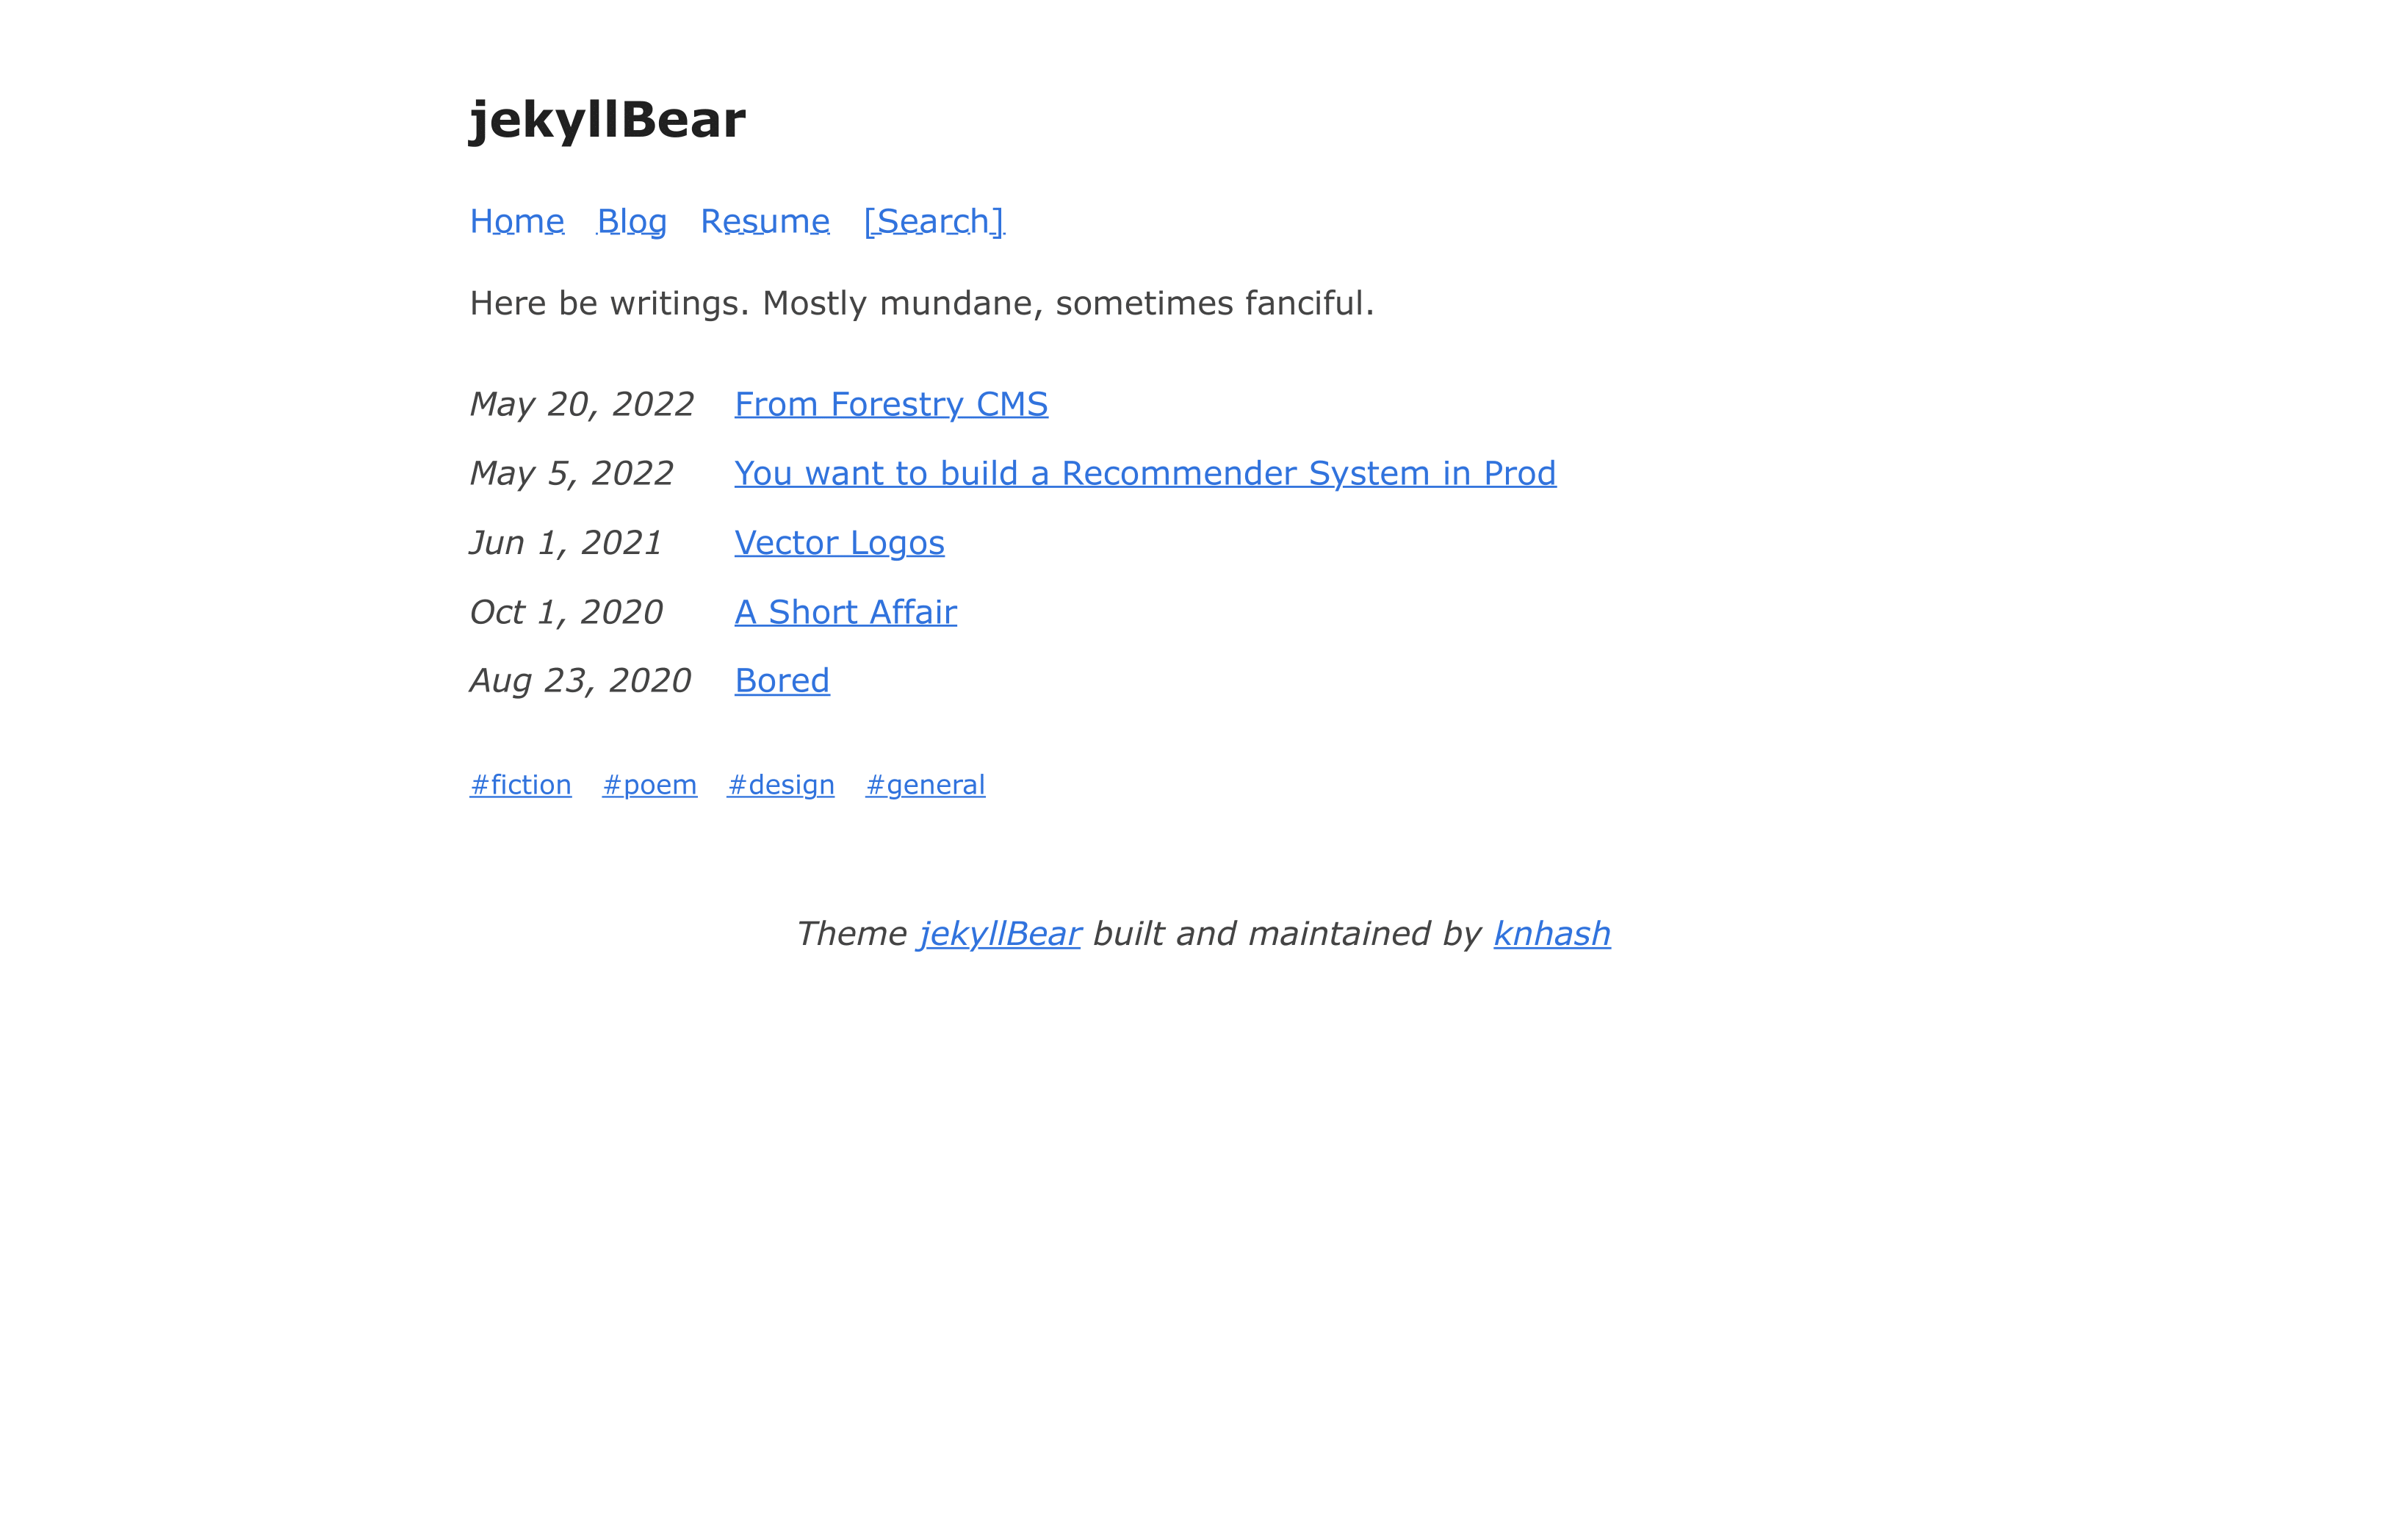 jekyllBear
Home Blog Resume [Search]
Here be writings. Mostly mundane, sometimes fanciful.
May 20, 2022 From Forestry CMS
May 5, 2022 You want to build a Recommender System in Prod
Jun 1, 2021 Vector Logos
Oct 1, 2020 A Short Affair
Aug 23, 2020 Bored
#fiction #poem #design #general
Theme jekyllBear built and maintained by knhash